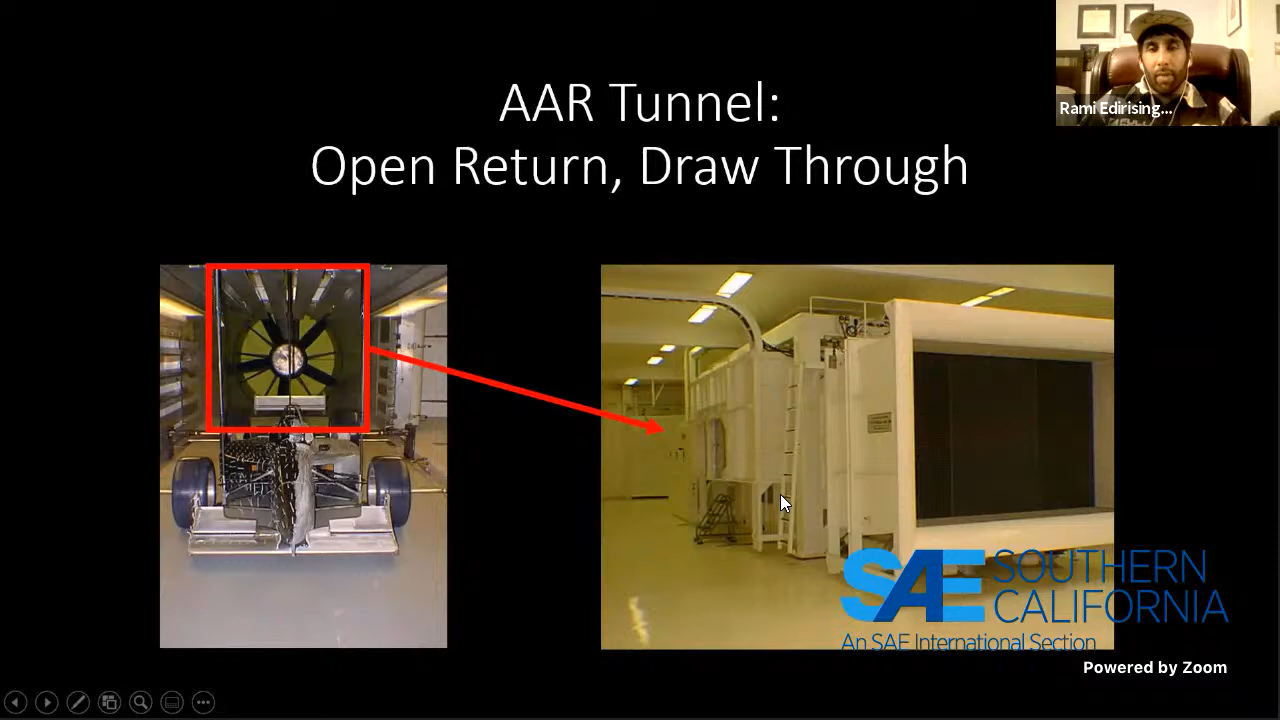 AAR Tunnel:
Open Return, Draw Through
Rami Edirising...
SAE SOUTHERN
CALIFORNIA
An SAE International Section
Powered by Zoom